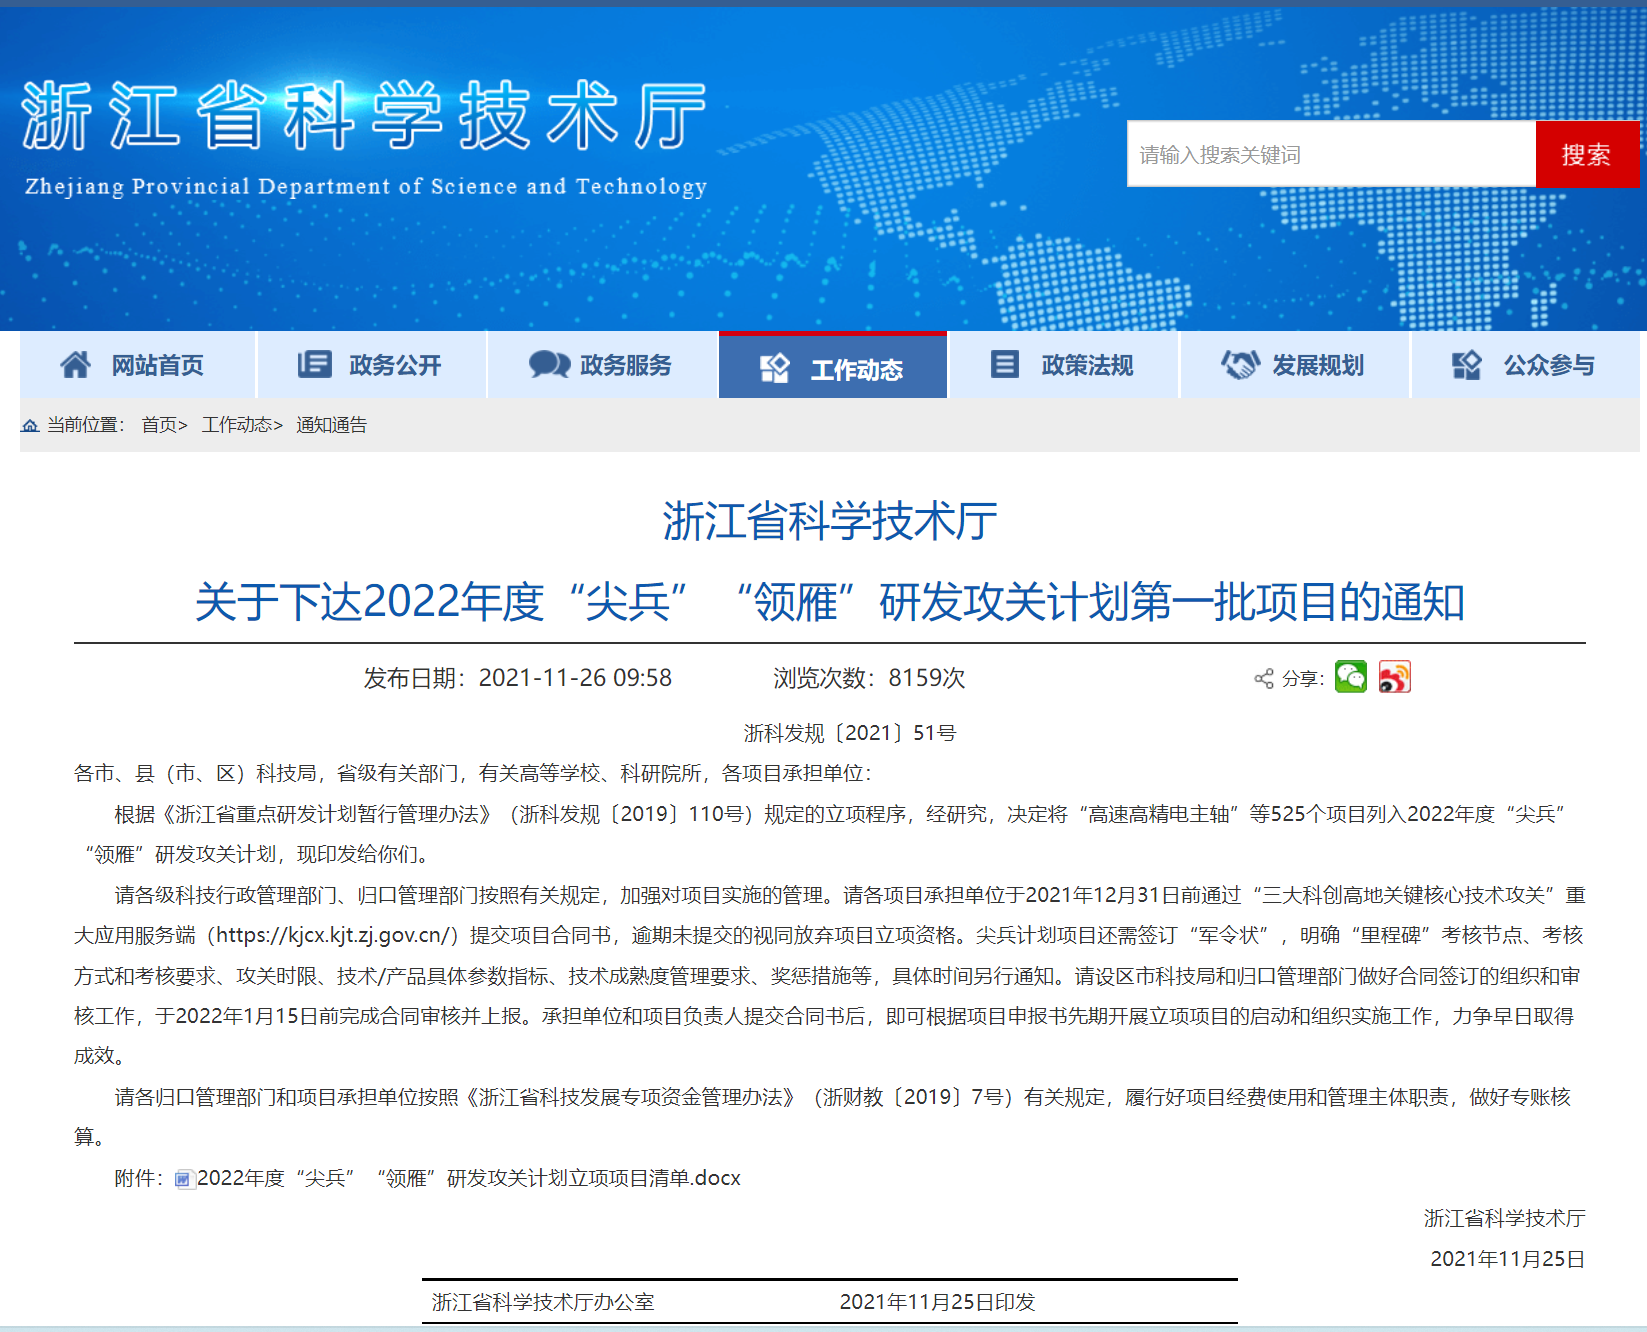 浙江省科学技术厅
Zhejiang Provincial Department of Science and Technology
请输入搜索关键词
搜索
网站首页
政务公开
政务服务
工作动态
政策法规
发展规划
公众参与
当前位置： 首页> 工作动态> 通知通告
浙江省科学技术厅
关于下达2022年度“尖兵”“领雁”研发攻关计划第一批项目的通知
发布日期：2021-11-26 09:58 浏览次数：8159次 分享：
浙科发规〔2021〕51号
各市、县（市、区）科技局，省级有关部门，有关高等学校、科研院所，各项目承担单位：
根据《浙江省重点研发计划暂行管理办法》（浙科发规〔2019〕110号）规定的立项程序，经研究，决定将“高速高精电主轴”等525个项目列入2022年度“尖兵”
“领雁”研发攻关计划，现印发给你们。
请各级科技行政管理部门、归口管理部门按照有关规定，加强对项目实施的管理。请各项目承担单位于2021年12月31日前通过“三大科创高地关键核心技术攻关”重
大应用服务端（https://kjcx.kjt.zj.gov.cn/）提交项目合同书，逾期未提交的视同放弃项目立项资格。尖兵计划项目还需签订“军令状”，明确“里程碑”考核节点、考核
方式和考核要求、攻关时限、技术/产品具体参数指标、技术成熟度管理要求、奖惩措施等，具体时间另行通知。请设区市科技局和归口管理部门做好合同签订的组织和审
核工作，于2022年1月15日前完成合同审核并上报。承担单位和项目负责人提交合同书后，即可根据项目申报书先期开展立项项目的启动和组织实施工作，力争早日取得
成效。
请各归口管理部门和项目承担单位按照《浙江省科技发展专项资金管理办法》（浙财教〔2019〕7号）有关规定，履行好项目经费使用和管理主体职责，做好专账核
算。
附件：2022年度“尖兵”“领雁”研发攻关计划立项项目清单.docx
浙江省科学技术厅
2021年11月25日
浙江省科学技术厅办公室 2021年11月25日印发